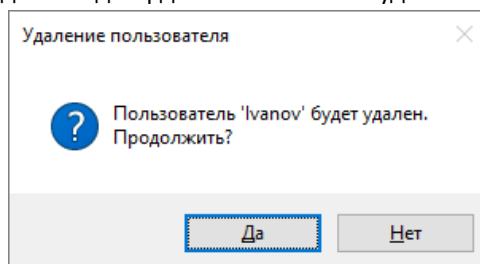 Удаление пользователя
Пользователь 'Ivanov' будет удален.
Продолжить?
Да
Нет